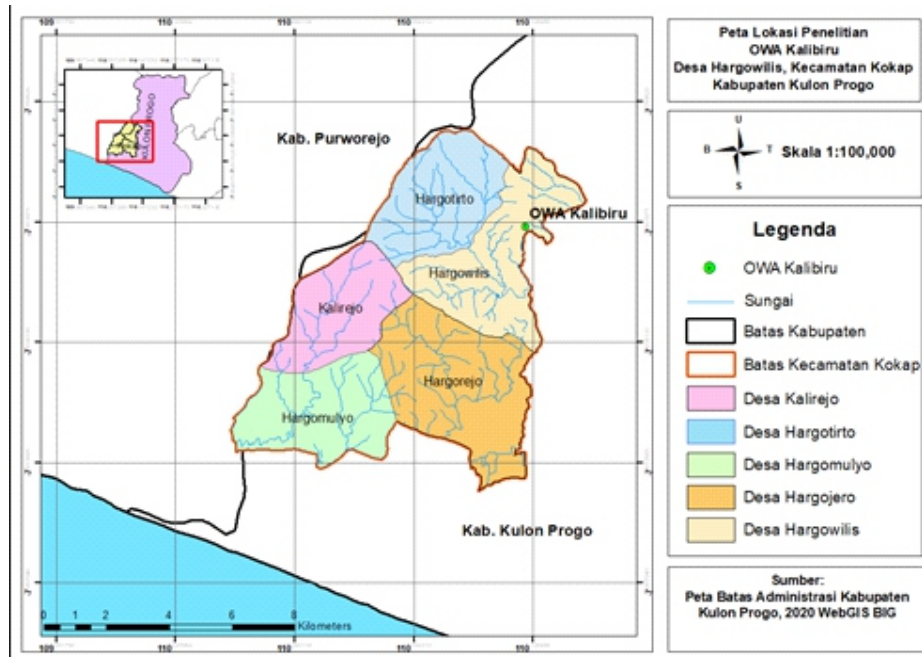 Peta Lokasi Penitian
OWA Kalibiru
Desa Hargowilis, Kecamatan Kokap
Kabupaten Kulon Progo
U
B
T
S
Skala 1:100,000
Legenda
OWA Kalibiru
Sungai
Batas Kabupaten
Batas Kecamatan Kokap
Desa Kalirejo
Desa Hargotirto
Desa Hargomulyo
Desa Hargojero
Desa Hargowilis
Sumber:
Peta Batas Administrasi Kabupaten
Kulon Progo, 2020 WebGIS BIG
Kab. Purworejo
Hargotirto
OWA Kalibiru
Hargowilis
Kalirejo
Hargorejo
Hargomulyo
Kab. Kulon Progo
0 1 2 4 6 8
Kilometers